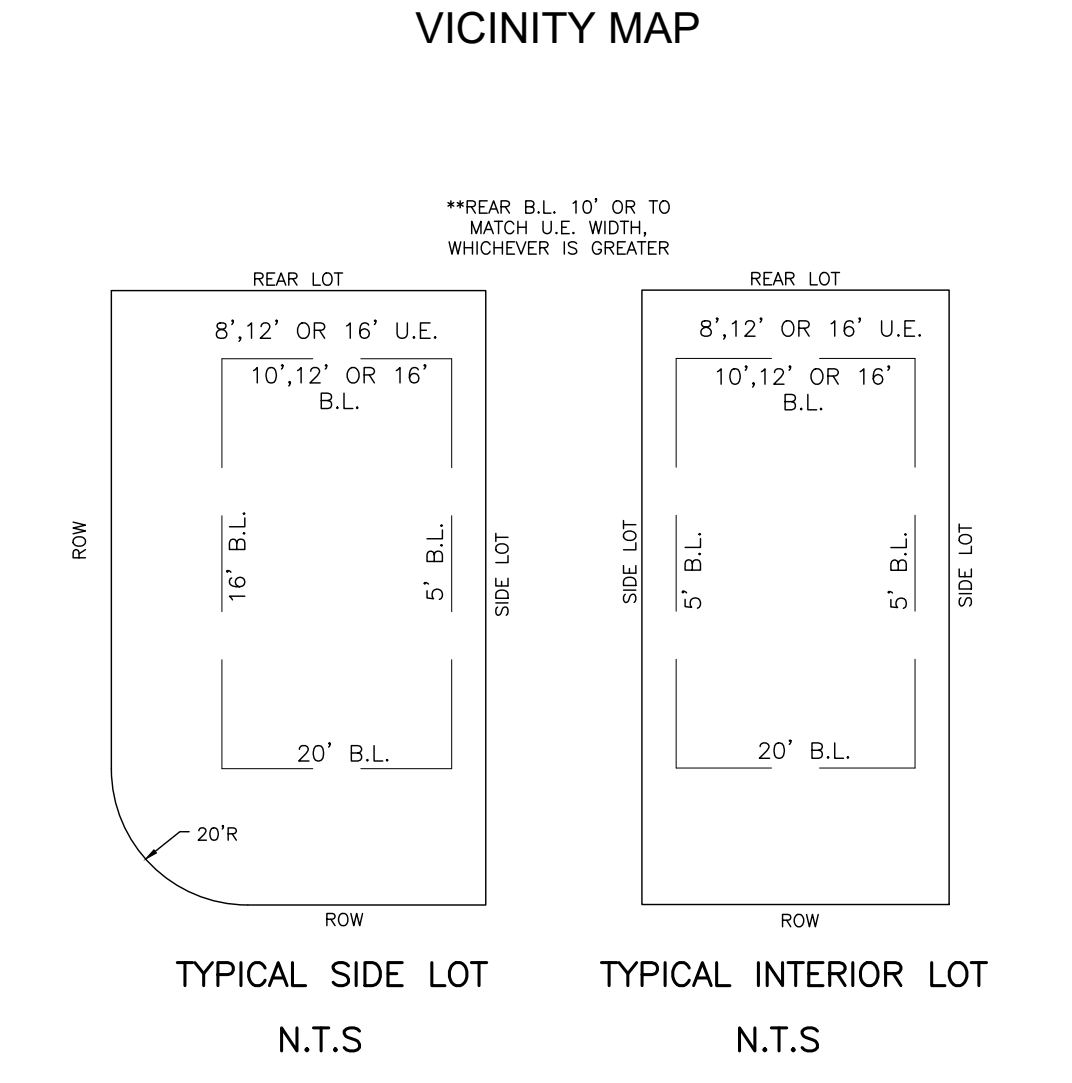 VICINITY MAP
**REAR B.L. 10' OR TO
MATCH U.E. WIDTH,
WHICHEVER IS GREATER
REAR LOT
8',12' OR 16' U.E.
10',12' OR 16'
B.L.
ROW
16' B.L.
5' B.L.
SIDE LOT
20' B.L.
20'R
ROW
TYPICAL SIDE LOT
N.T.S
REAR LOT
8',12' OR 16' U.E.
10',12' OR 16'
B.L.
SIDE LOT
5' B.L.
5' B.L.
SIDE LOT
20' B.L.
ROW
TYPICAL INTERIOR LOT
N.T.S